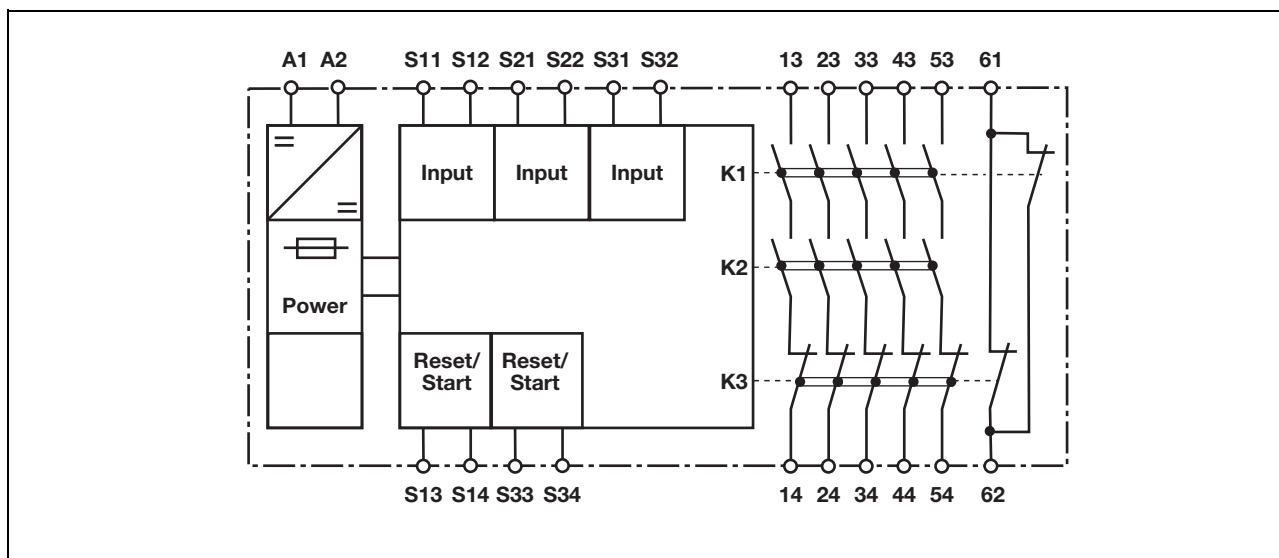 A1 A2 S11 S12 S21 S22 S31 S32 13 23 33 43 53 61
Input Input Input
K1
K2
Power
Reset/ Reset/
Start Start
K3
S13 S14 S33 S34 14 24 34 44 54 62